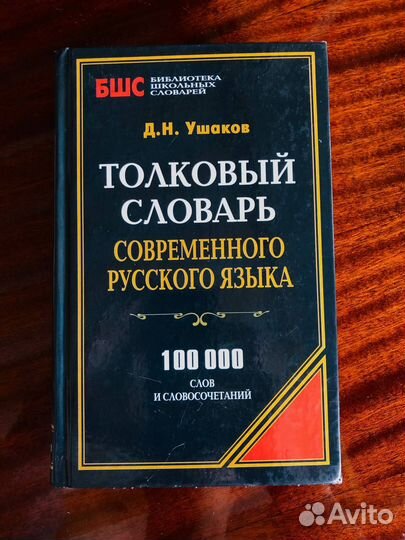 БШС
БИБЛИОТЕКА
ШКОЛЬНЫХ
СЛОВАРЕЙ
Д.Н. Ушаков
ТОЛКОВЫЙ
СЛОВАРЬ
СОВРЕМЕННОГО
РУССКОГО ЯЗЫКА
100 000
СЛОВ
И СЛОВОСОЧЕТАНИЙ
Avito